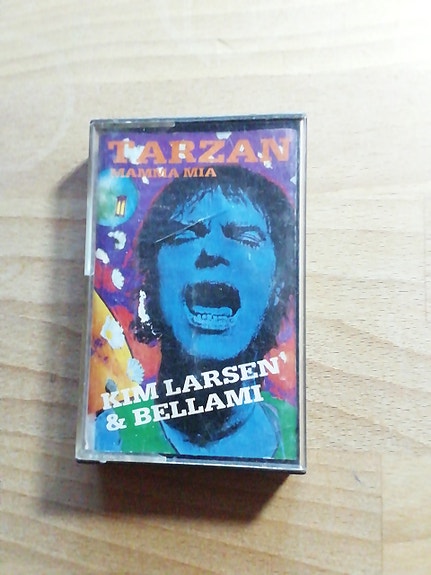 TARZAN
MAMMA MIA
KIM LARSEN
& BELLAMI